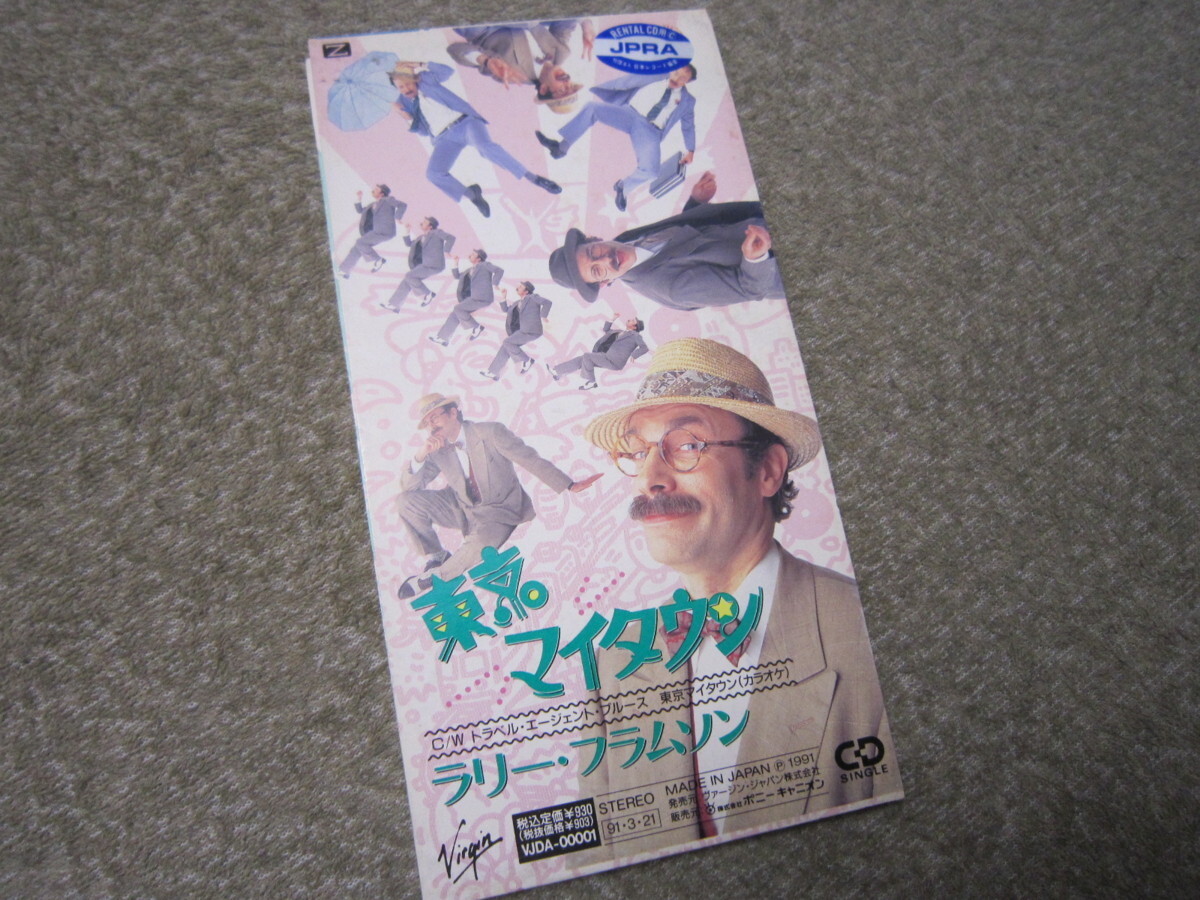 Z
RENTAL CD用 C
JPRA
東京
マイタウン
C/W トラベル・エージェント・ブルース 東京マイタウン(カラオケ)
ラリー・フラムソン
Virgin
税込定価¥930
(税抜価格¥903)
VJDA-00001
STEREO
91・3・21
MADE IN JAPAN Ⓟ 1991
発売元 ヴァージン・ジャパン株式会社
販売元 株式会社 ポニーキャニオン
CD
SINGLE